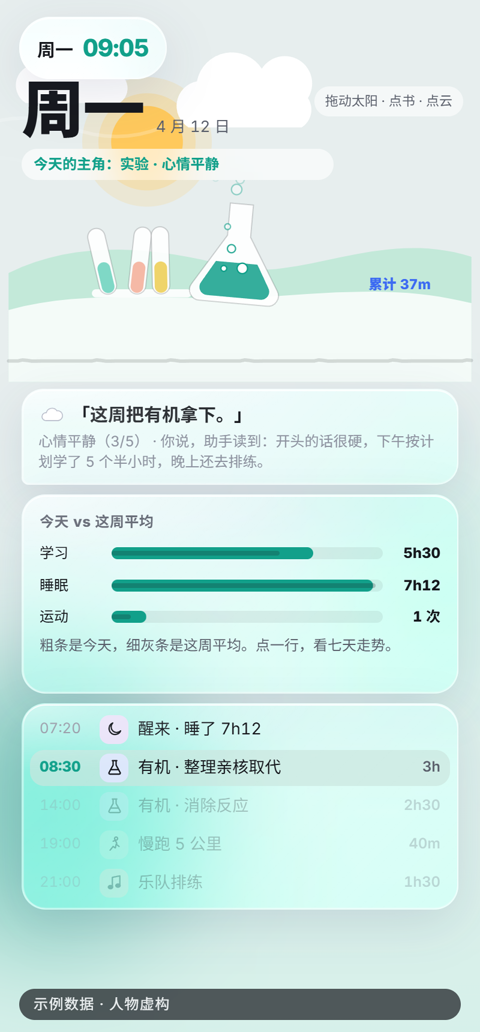 周一 09:05
周一 4 月 12 日
拖动太阳 · 点书 · 点云
今天的主角：实验 · 心情平静
累计 37m
「这周把有机拿下。」
心情平静（3/5） · 你说，助手读到：开头的话很硬，下午按计
划学了 5 个半小时，晚上还去排练。
今天 vs 这周平均
学习 5h30
睡眠 7h12
运动 1 次
粗条是今天，细灰条是这周平均。点一行，看七天走势。
07:20 醒来 · 睡了 7h12
08:30 有机 · 整理亲核取代 3h
14:00 有机 · 消除反应 2h30
19:00 慢跑 5 公里 40m
21:00 乐队排练 1h30
示例数据 · 人物虚构